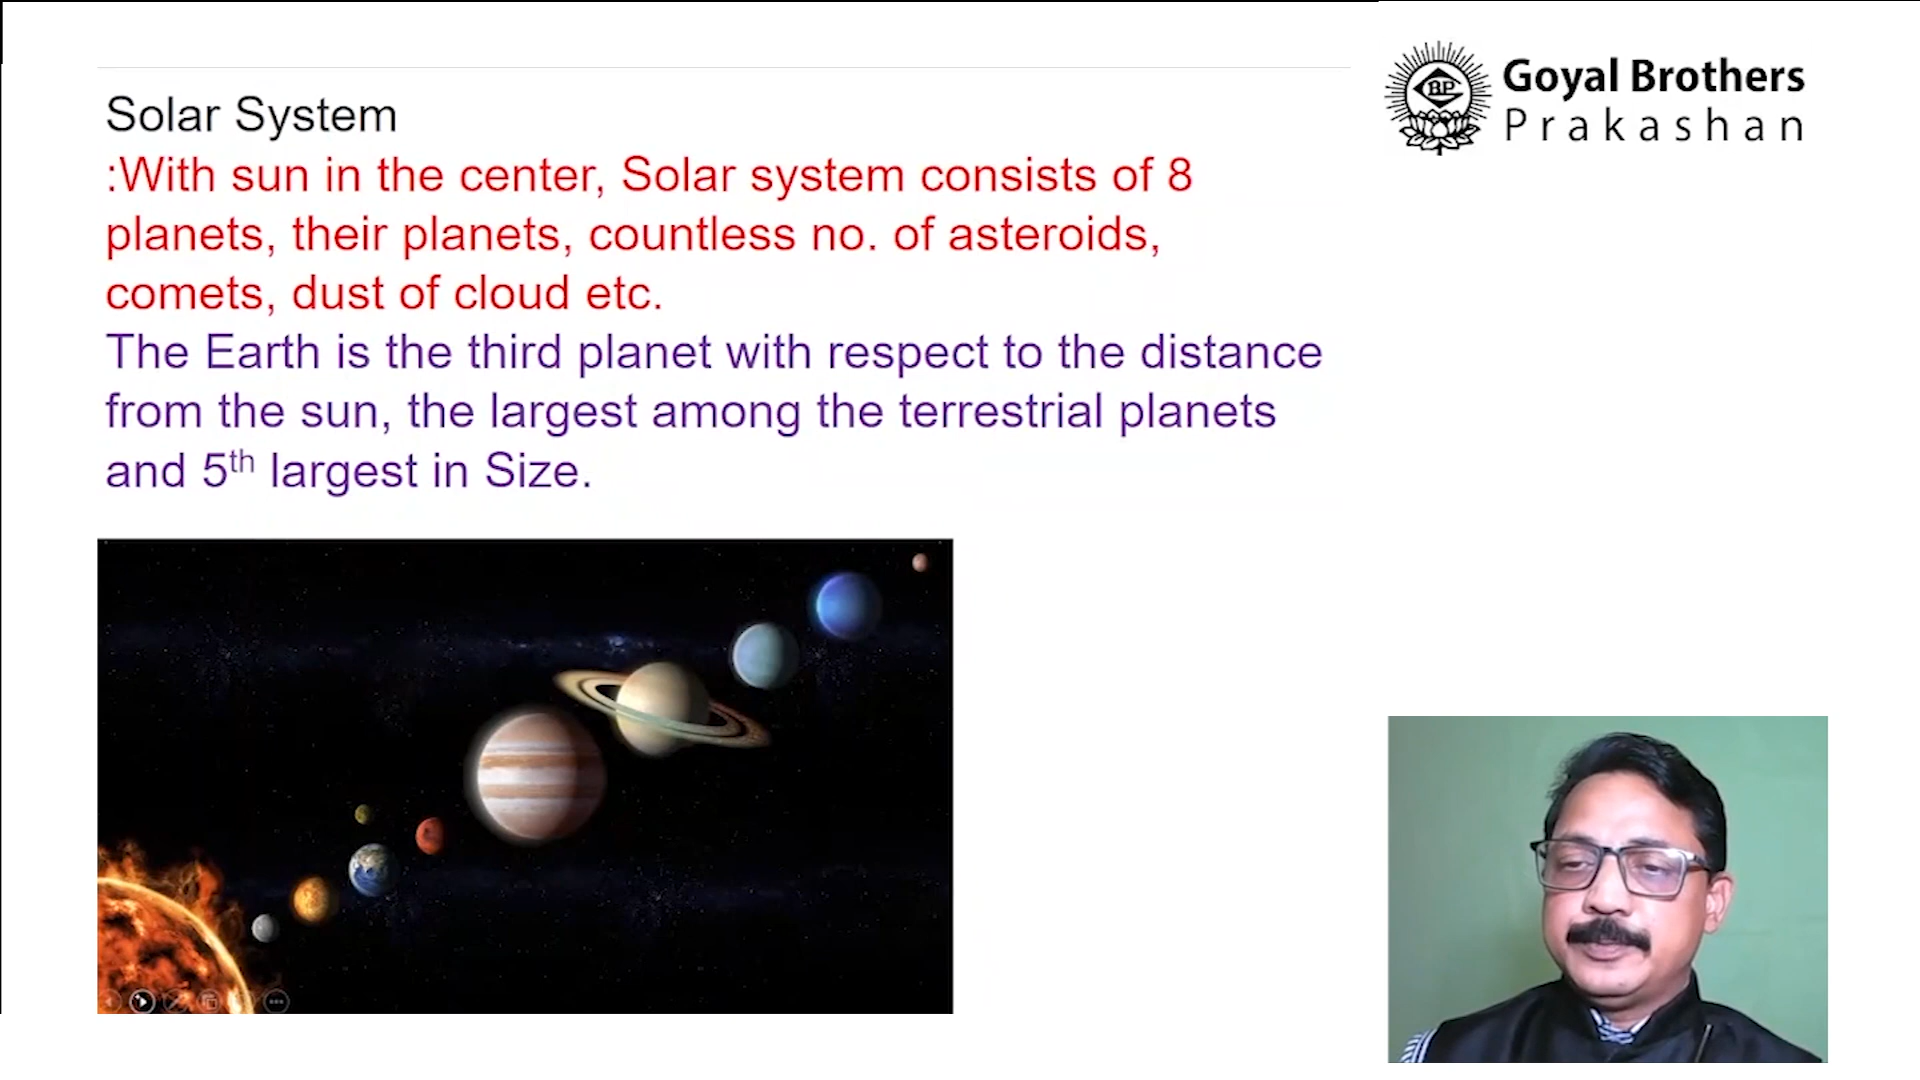 Solar System
:With sun in the center, Solar system consists of 8
planets, their planets, countless no. of asteroids,
comets, dust of cloud etc.
The Earth is the third planet with respect to the distance
from the sun, the largest among the terrestrial planets
and 5th largest in Size.
BP
Goyal Brothers
Prakashan